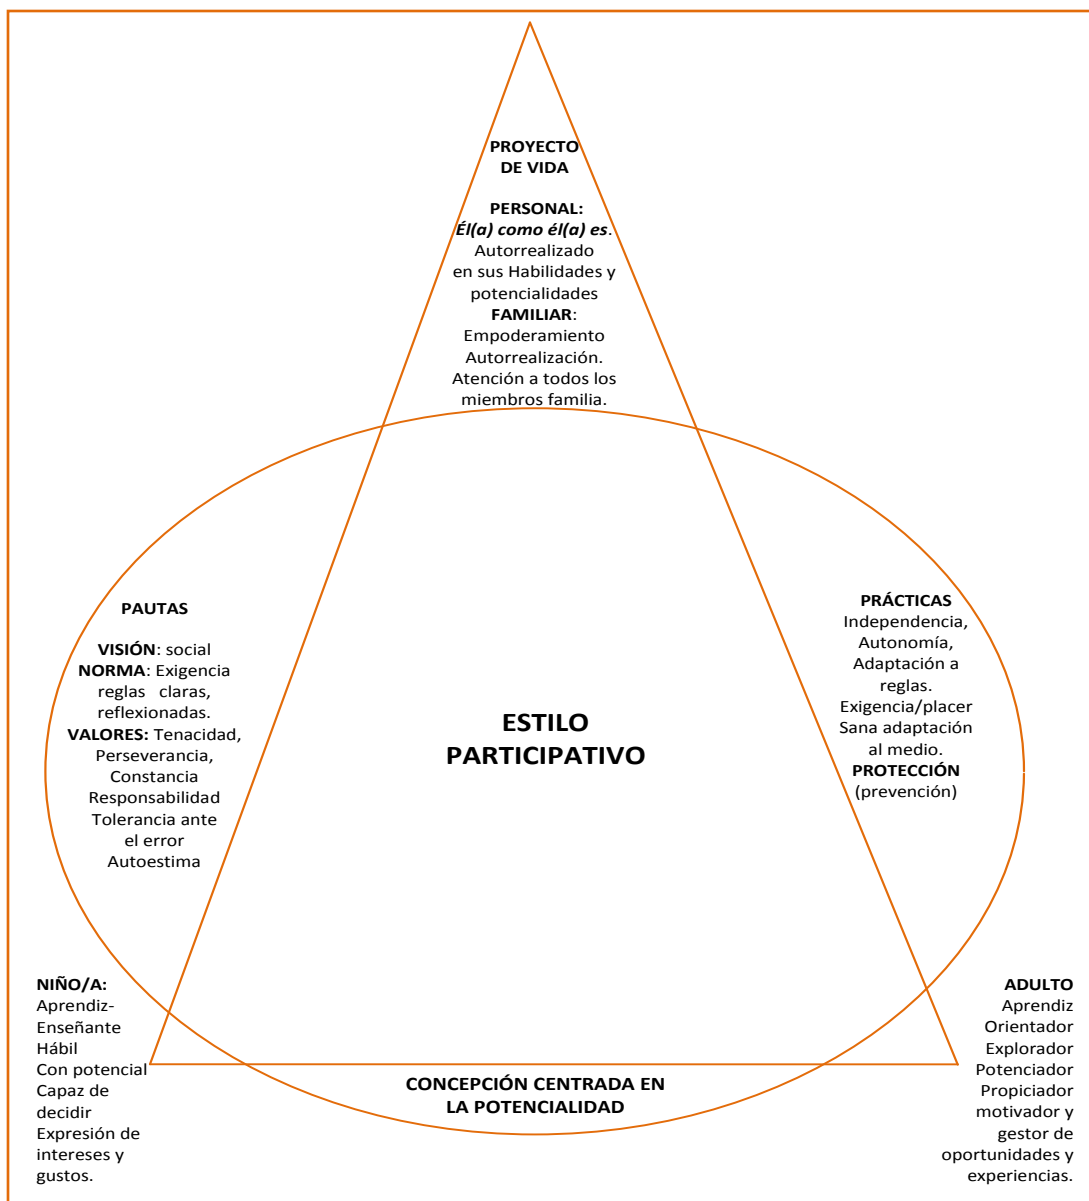 PROYECTO
DE VIDA
PERSONAL:
Él(a) como él(a) es.
Autorrealizado
en sus Habilidades y
potencialidades
FAMILIAR:
Empoderamiento
Autorrealización.
Atención a todos los
miembros familia.
PAUTAS
VISIÓN: social
NORMA: Exigencia
reglas claras,
reflexionadas.
VALORES: Tenacidad,
Perseverancia,
Constancia
Responsabilidad
Tolerancia ante
el error
Autoestima
ESTILO
PARTICIPATIVO
PRÁCTICAS
Independencia,
Autonomía,
Adaptación a
reglas.
Exigencia/placer
Sana adaptación
al medio.
PROTECCIÓN
(prevención)
NIÑO/A:
Aprendiz-
Enseñante
Hábil
Con potencial
Capaz de
decidir
Expresión de
intereses y
gustos.
CONCEPCIÓN CENTRADA EN
LA POTENCIALIDAD
ADULTO
Aprendiz
Orientador
Explorador
Potenciador
Propiciador
motivador y
gestor de
oportunidades y
experiencias.